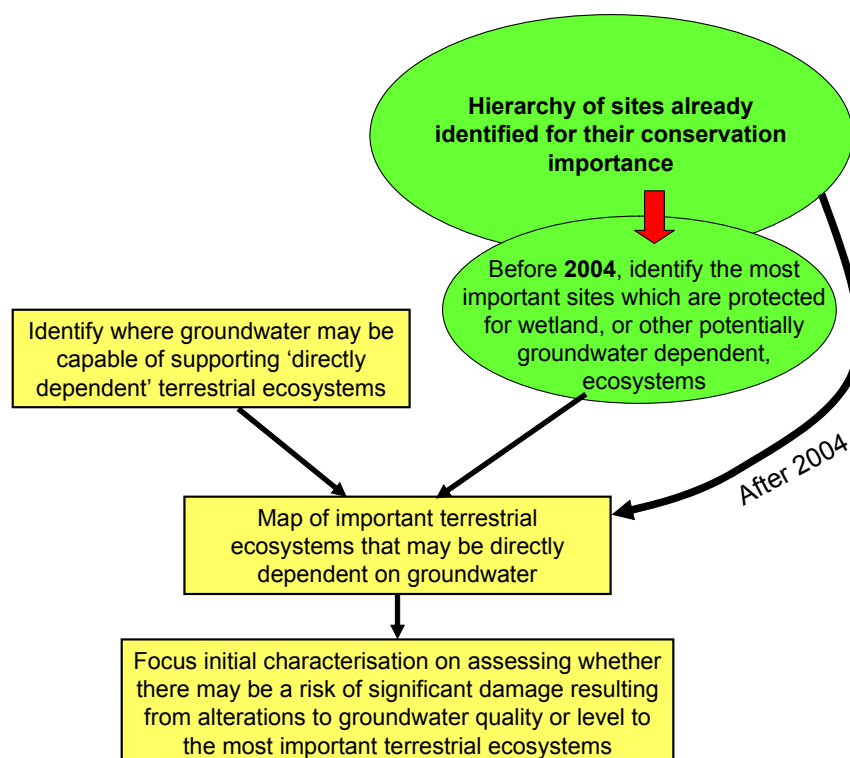 Hierarchy of sites already
identified for their conservation
importance
Before 2004, identify the most
important sites which are protected
for wetland, or other potentially
groundwater dependent,
ecosystems
Identify where groundwater may be
capable of supporting ‘directly
dependent’ terrestrial ecosystems
After 2004
Map of important terrestrial
ecosystems that may be directly
dependent on groundwater
Focus initial characterisation on assessing whether
there may be a risk of significant damage resulting
from alterations to groundwater quality or level to
the most important terrestrial ecosystems